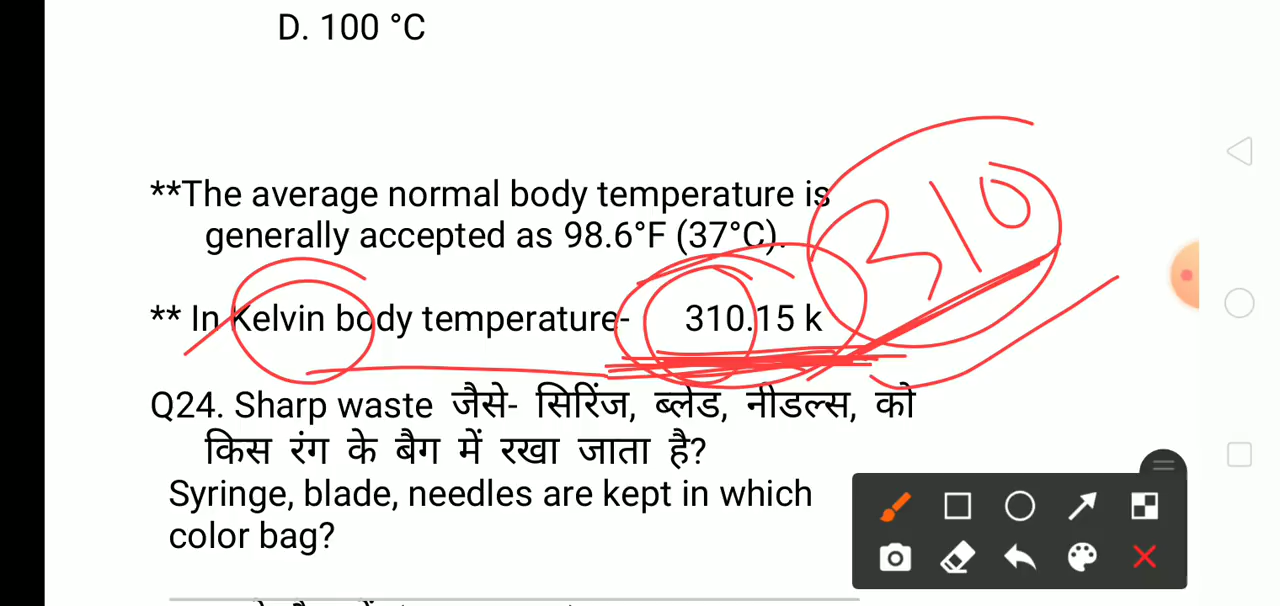 D. 100 °C
**The average normal body temperature is
generally accepted as 98.6°F (37°C).
310
** In Kelvin body temperature- 310.15 k
Q24. Sharp waste जैसे- सिरिंज, ब्लेड, नीडल्स, को
किस रंग के बैग में रखा जाता है?
Syringe, blade, needles are kept in which
color bag?